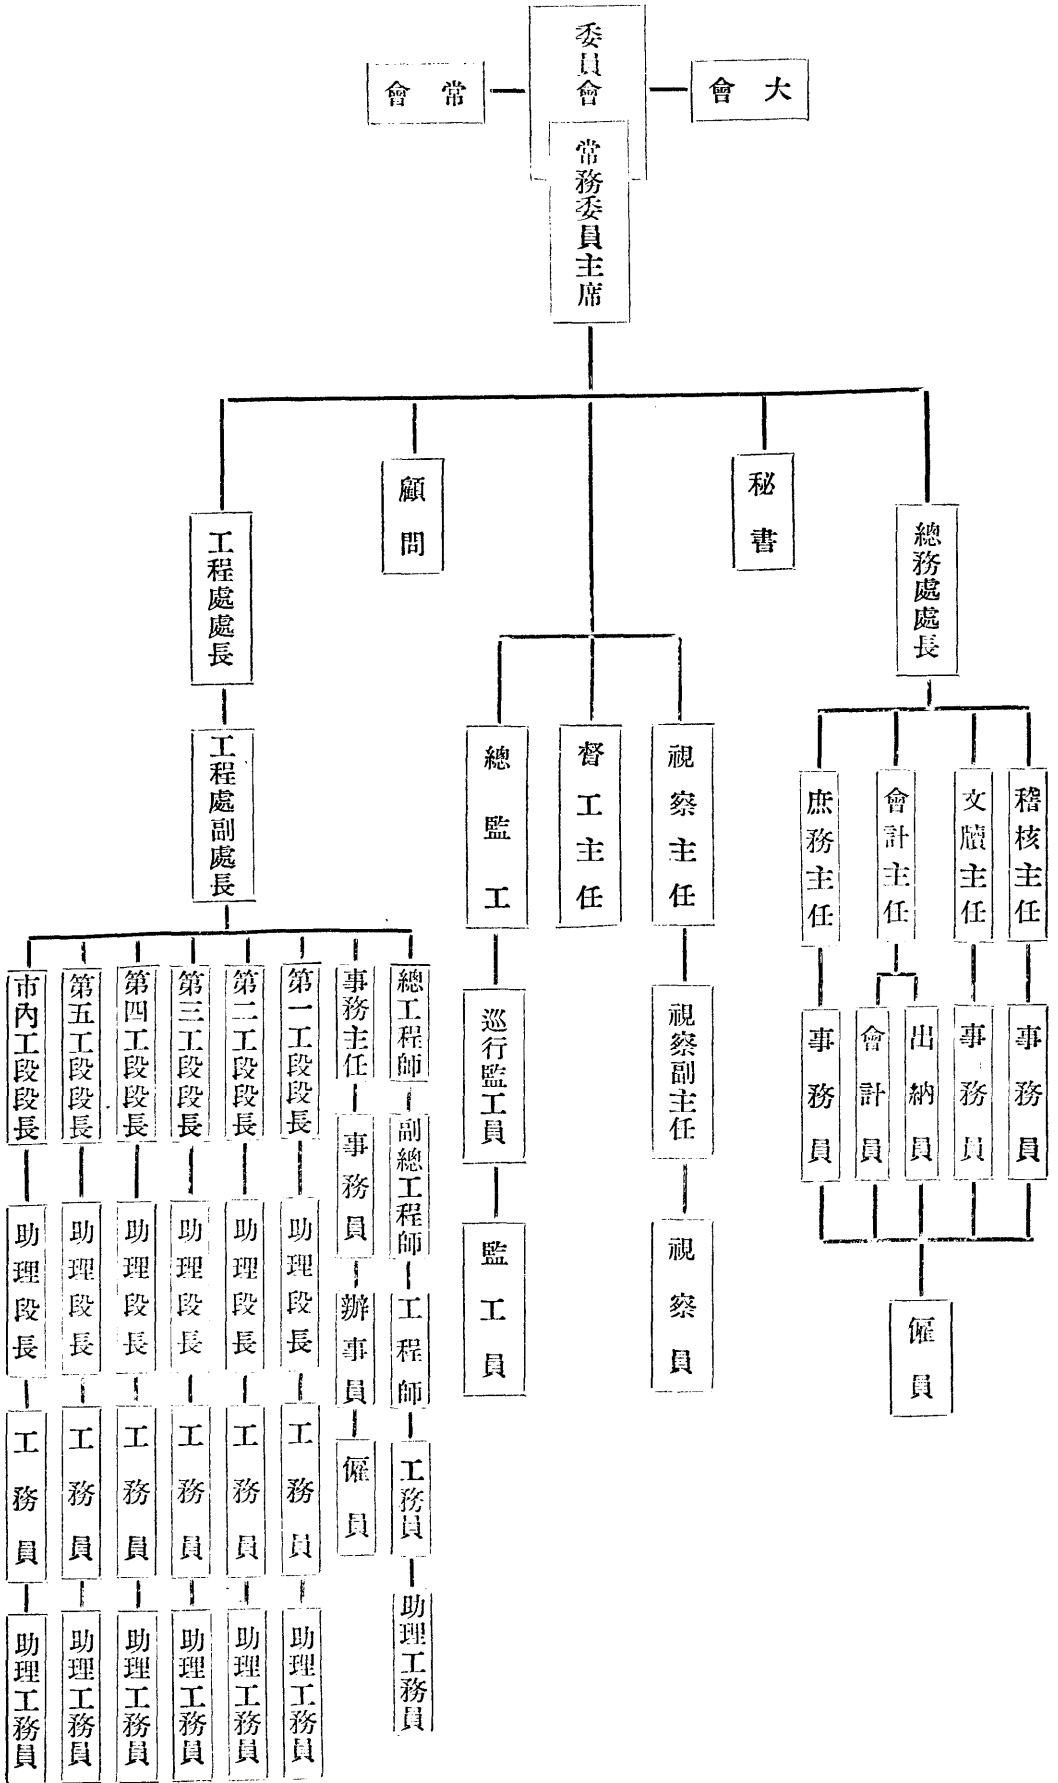 委員會
大會
常會
常務委員主席
總務處處長
秘書
顧問
工程處處長
工程處副處長
稽核主任
文牘主任
會計主任
庶務主任
事務員
事務員
出納員
會計員
事務員
僱員
視察主任
督工主任
總監工
視察副主任
巡行監工員
視察員
監工員
總工程師
副總工程師
工程師
工務員
助理工務員
事務主任
事務員
辦事員
僱員
第一工段段長
助理段長
工務員
助理工務員
第二工段段長
助理段長
工務員
助理工務員
第三工段段長
助理段長
工務員
助理工務員
第四工段段長
助理段長
工務員
助理工務員
第五工段段長
助理段長
工務員
助理工務員
市內工段段長
助理段長
工務員
助理工務員